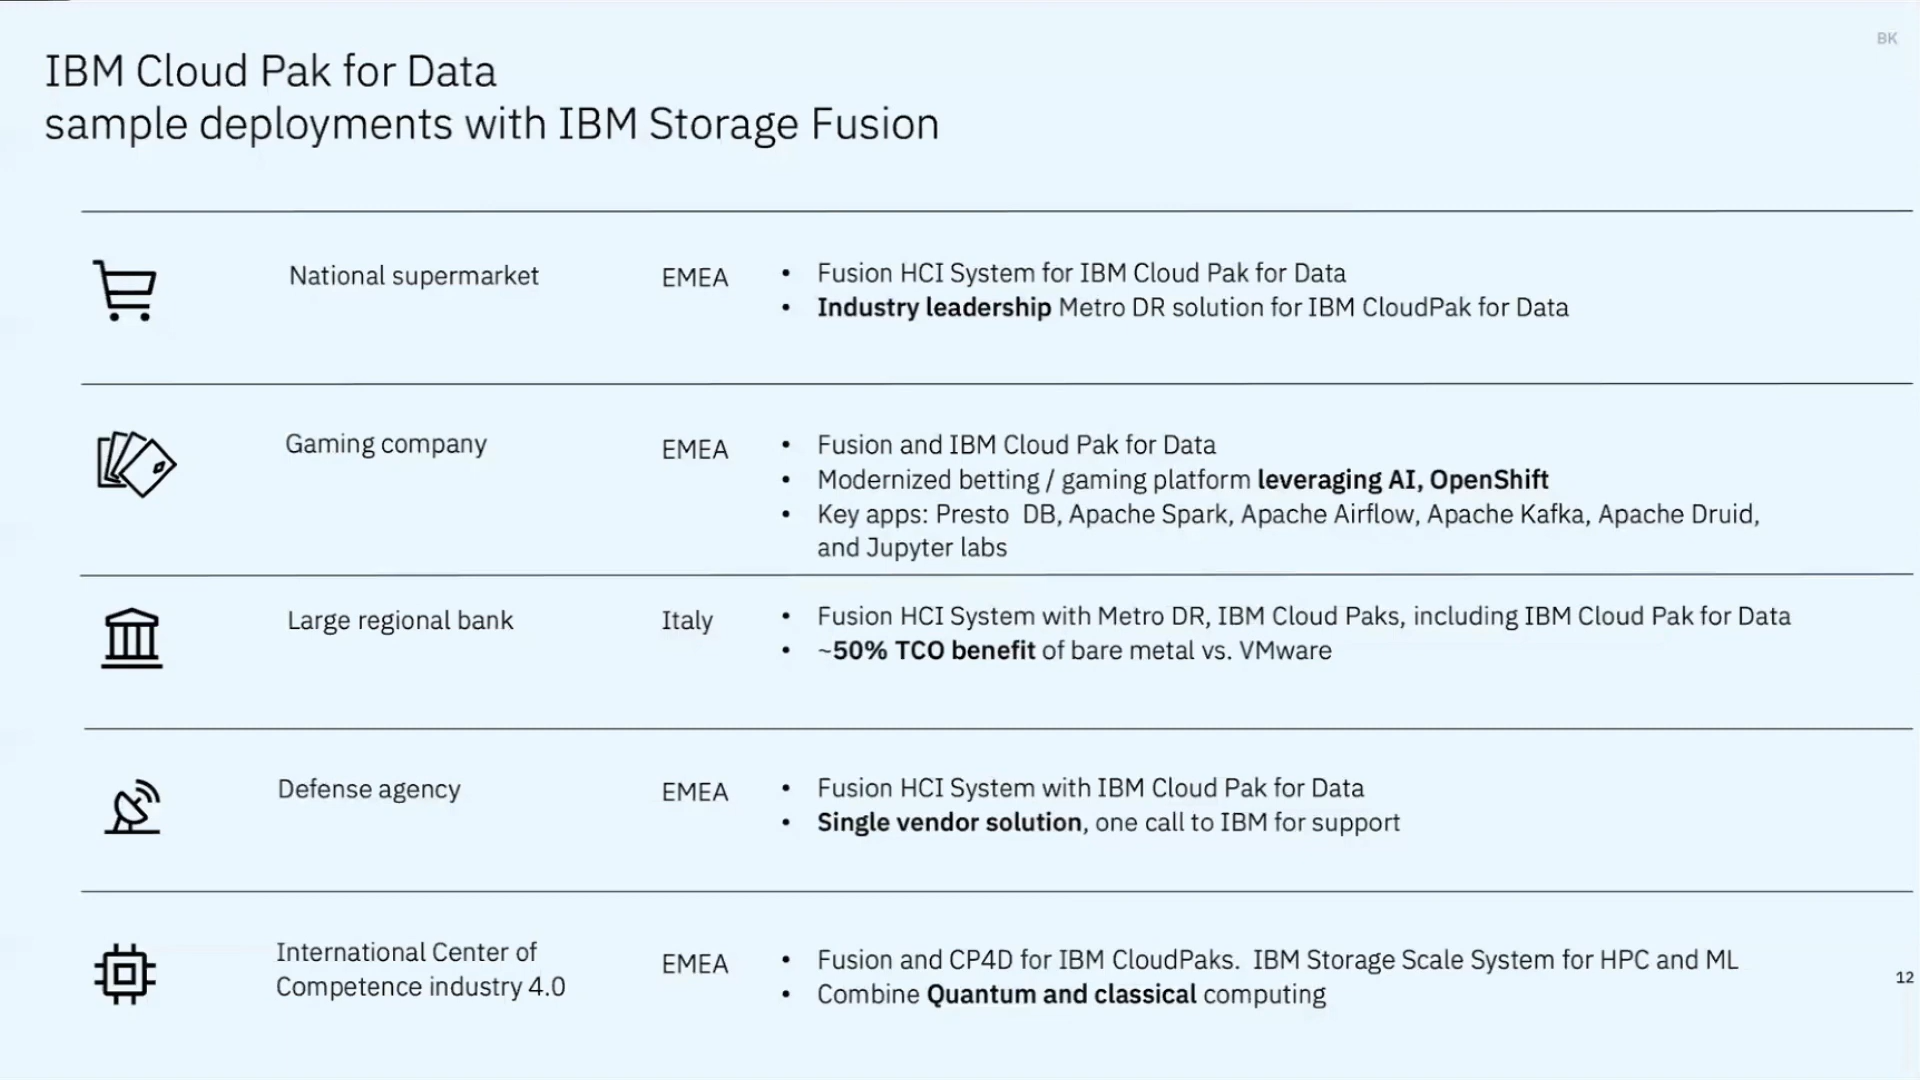 BK
IBM Cloud Pak for Data
sample deployments with IBM Storage Fusion
National supermarket
EMEA
• Fusion HCI System for IBM Cloud Pak for Data
• Industry leadership Metro DR solution for IBM CloudPak for Data
Gaming company
EMEA
• Fusion and IBM Cloud Pak for Data
• Modernized betting / gaming platform leveraging AI, OpenShift
• Key apps: Presto DB, Apache Spark, Apache Airflow, Apache Kafka, Apache Druid,
and Jupyter labs
Large regional bank
Italy
• Fusion HCI System with Metro DR, IBM Cloud Paks, including IBM Cloud Pak for Data
• ~50% TCO benefit of bare metal vs. VMware
Defense agency
EMEA
• Fusion HCI System with IBM Cloud Pak for Data
• Single vendor solution, one call to IBM for support
International Center of
Competence industry 4.0
EMEA
• Fusion and CP4D for IBM CloudPaks. IBM Storage Scale System for HPC and ML
• Combine Quantum and classical computing
12